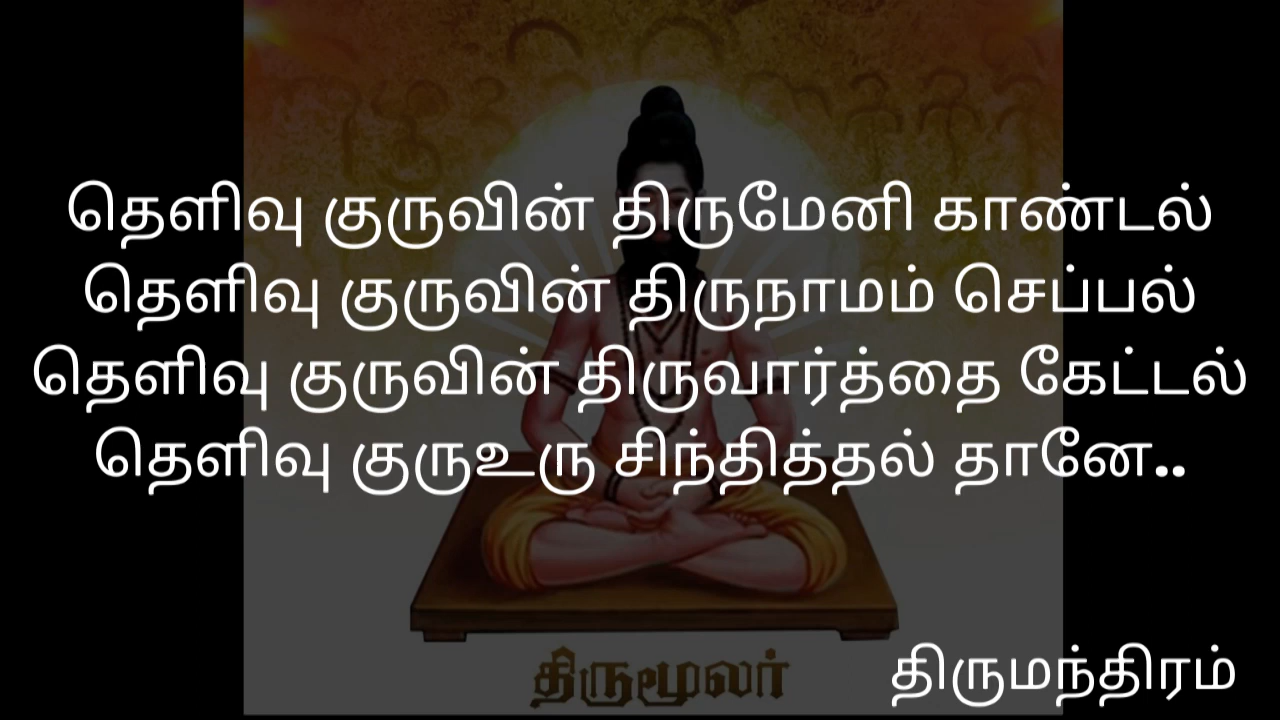 தெளிவு குருவின் திருமேனி காண்டல்
தெளிவு குருவின் திருநாமம் செப்பல்
தெளிவு குருவின் திருவார்த்தை கேட்டல்
தெளிவு குருஉரு சிந்தித்தல் தானே..
திருமூலர்
திருமந்திரம்